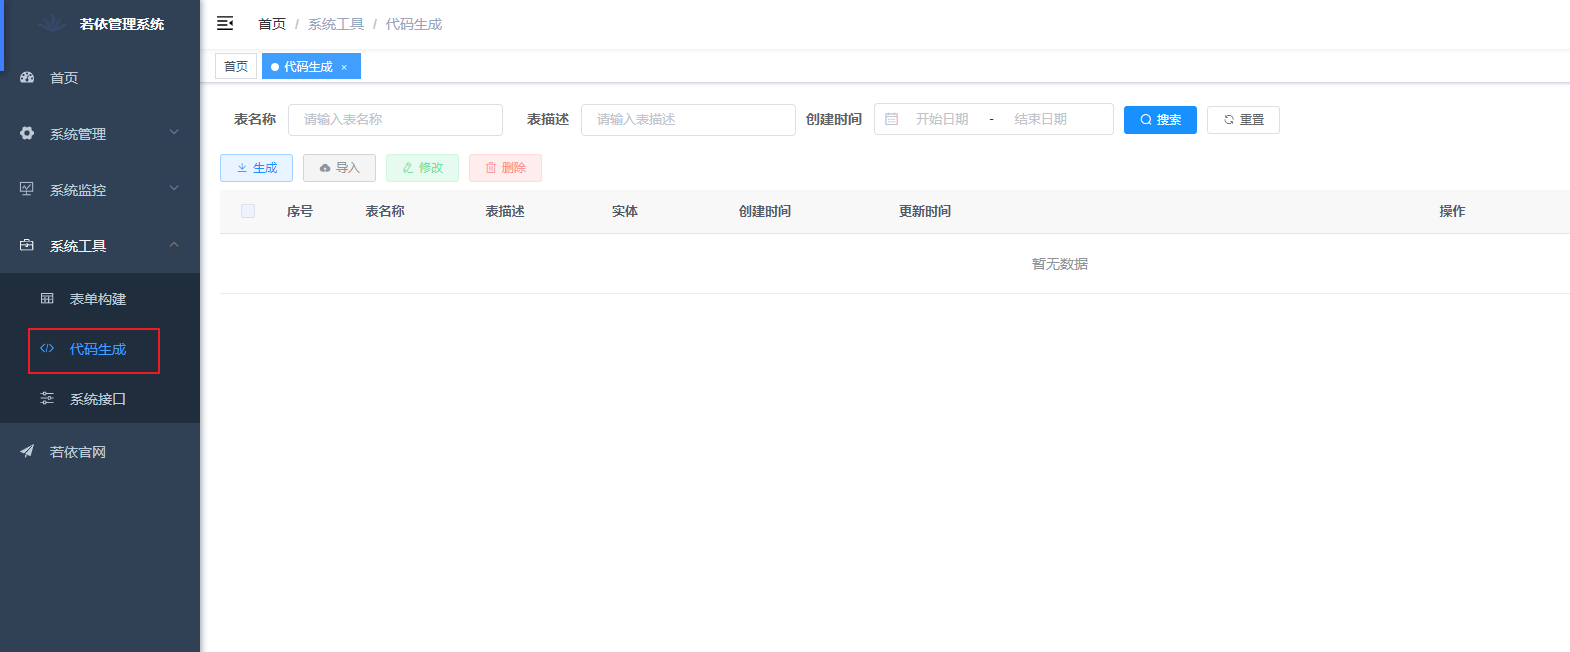 若依管理系统
首页
系统管理
系统监控
系统工具
表单构建
代码生成
系统接口
若依官网
首页 / 系统工具 / 代码生成
首页 代码生成 ×
表名称 请输入表名称 表描述 请输入表描述 创建时间 开始日期 - 结束日期 搜索 重置
生成 导入 修改 删除
序号 表名称 表描述 实体 创建时间 更新时间 操作
暂无数据